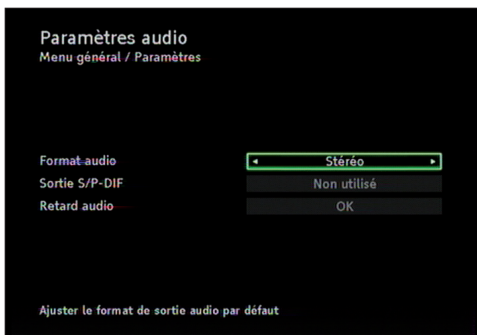 Paramètres audio
Menu général / Paramètres
Format audio
Stéréo
Sortie S/P-DIF
Non utilisé
Retard audio
OK
Ajuster le format de sortie audio par défaut